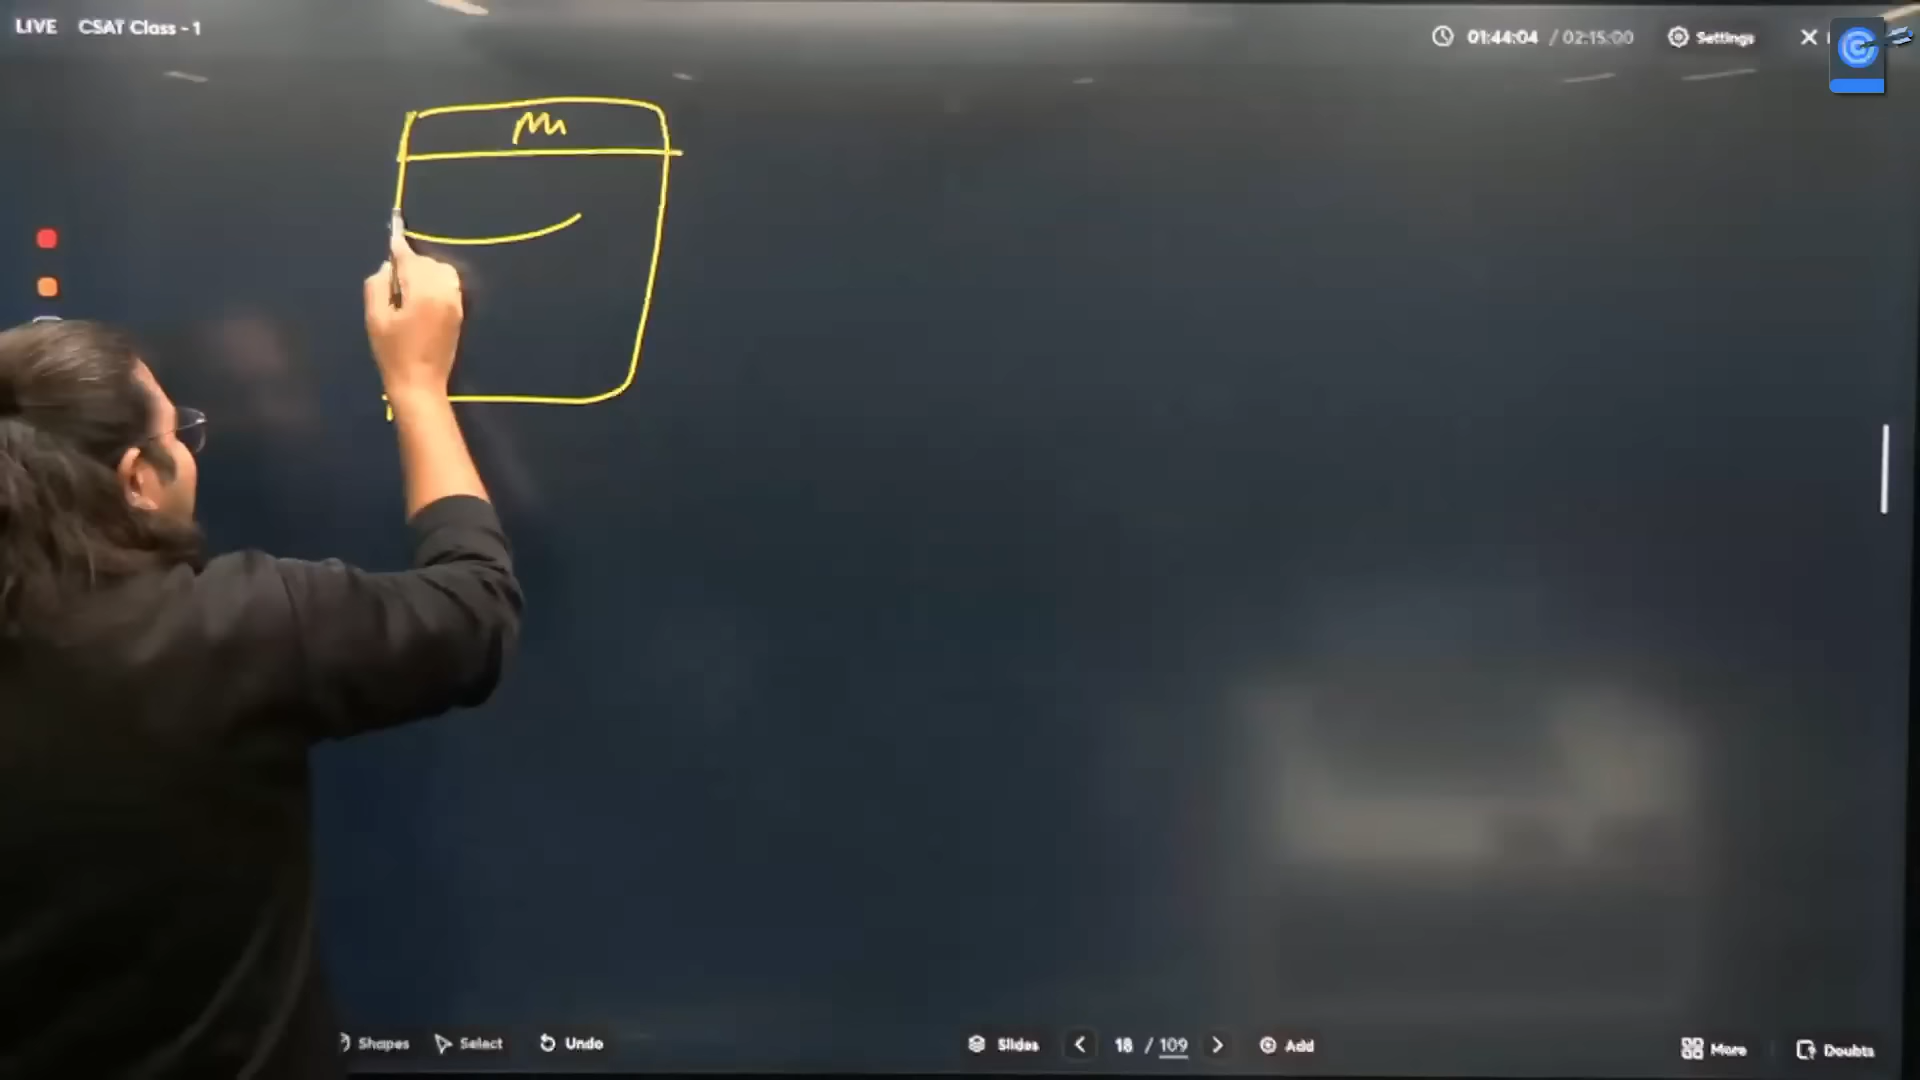 LIVE CSAT Class - 1
01:44:04 / 02:15:00 Settings
Shapes Select Undo Slides 18 / 109 Add More Doubts